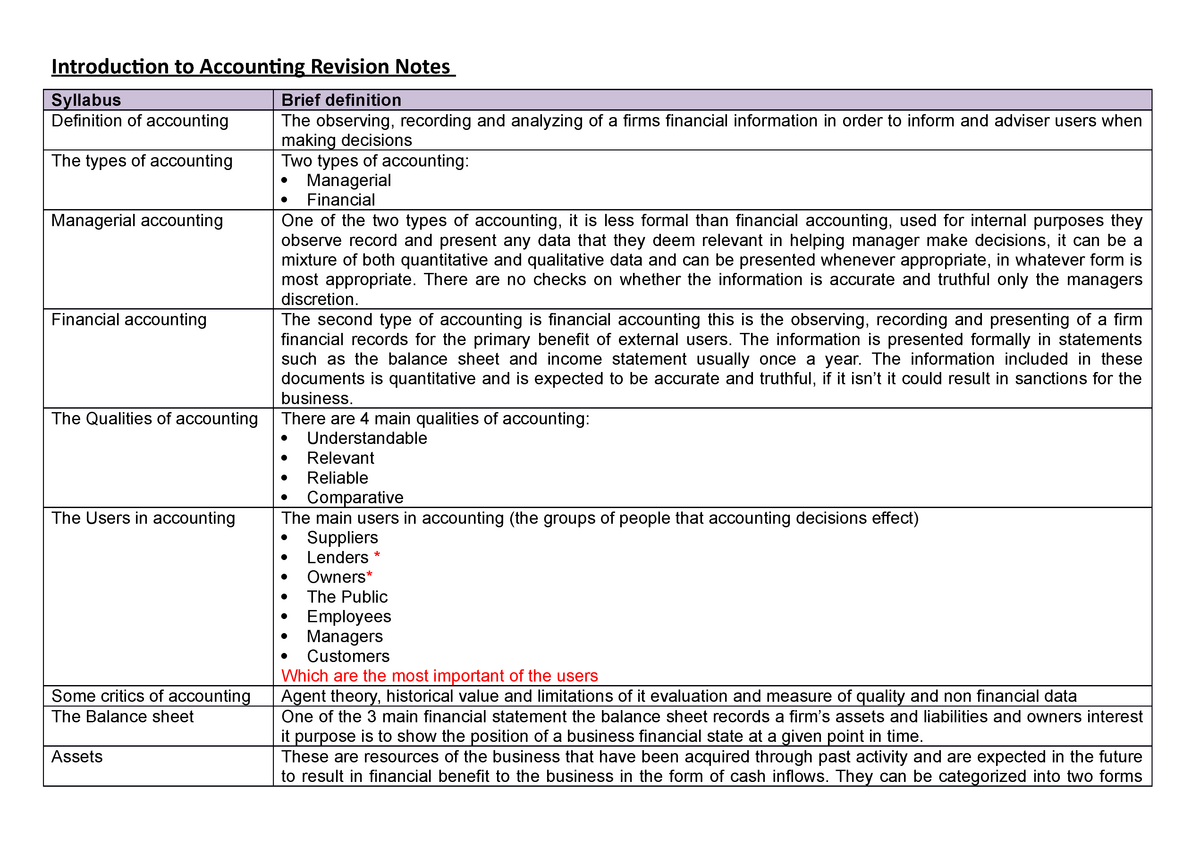 Introduction to Accounting Revision Notes
Syllabus
Brief definition
Definition of accounting
The observing, recording and analyzing of a firms financial information in order to inform and adviser users when
making decisions
The types of accounting
Two types of accounting:
• Managerial
• Financial
Managerial accounting
One of the two types of accounting, it is less formal than financial accounting, used for internal purposes they
observe record and present any data that they deem relevant in helping manager make decisions, it can be a
mixture of both quantitative and qualitative data and can be presented whenever appropriate, in whatever form is
most appropriate. There are no checks on whether the information is accurate and truthful only the managers
discretion.
Financial accounting
The second type of accounting is financial accounting this is the observing, recording and presenting of a firm
financial records for the primary benefit of external users. The information is presented formally in statements
such as the balance sheet and income statement usually once a year. The information included in these
documents is quantitative and is expected to be accurate and truthful, if it isn’t it could result in sanctions for the
business.
The Qualities of accounting
There are 4 main qualities of accounting:
• Understandable
• Relevant
• Reliable
• Comparative
The Users in accounting
The main users in accounting (the groups of people that accounting decisions effect)
• Suppliers
• Lenders *
• Owners*
• The Public
• Employees
• Managers
• Customers
Which are the most important of the users
Some critics of accounting
Agent theory, historical value and limitations of it evaluation and measure of quality and non financial data
The Balance sheet
One of the 3 main financial statement the balance sheet records a firm’s assets and liabilities and owners interest
it purpose is to show the position of a business financial state at a given point in time.
Assets
These are resources of the business that have been acquired through past activity and are expected in the future
to result in financial benefit to the business in the form of cash inflows. They can be categorized into two forms